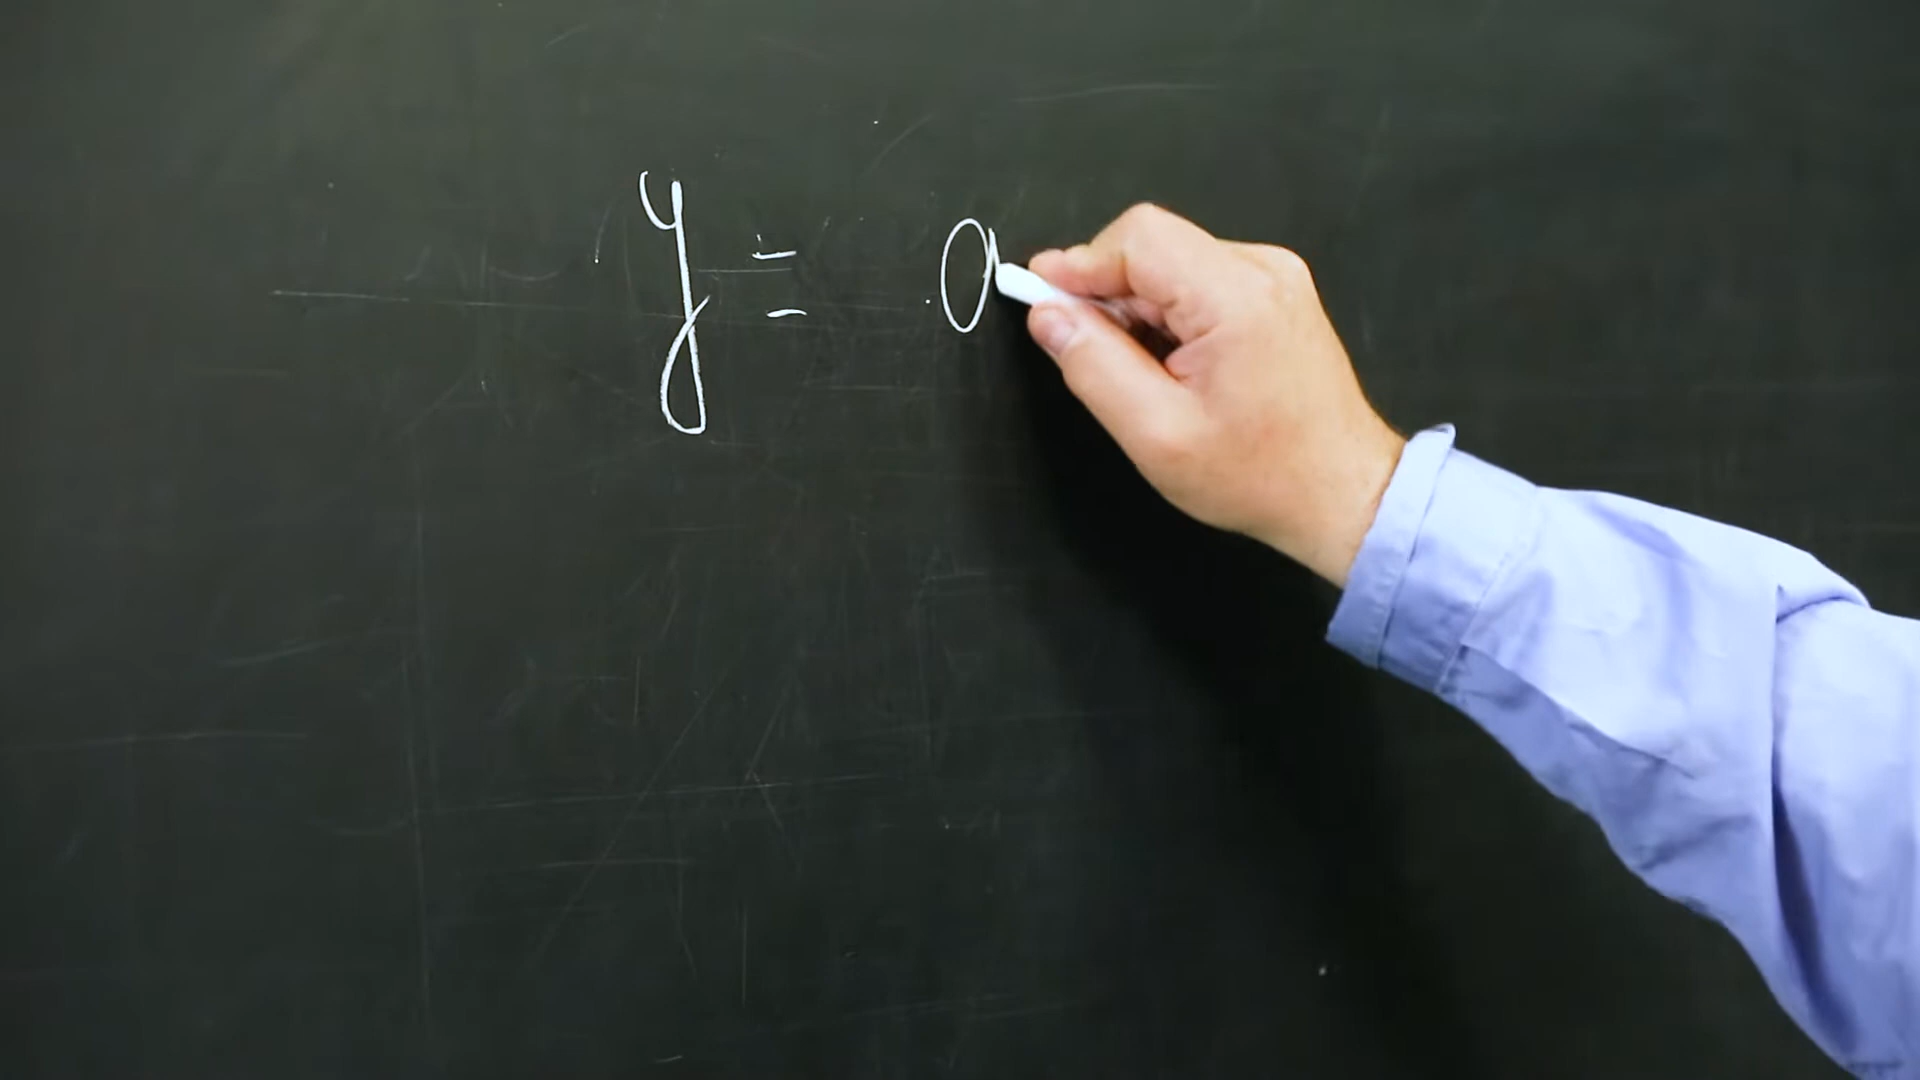 y = a